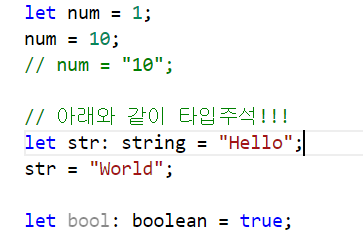 let num = 1;
num = 10;
// num = "10";
// 아래와 같이 타입주석!!!
let str: string = "Hello";
str = "World";
let bool: boolean = true;